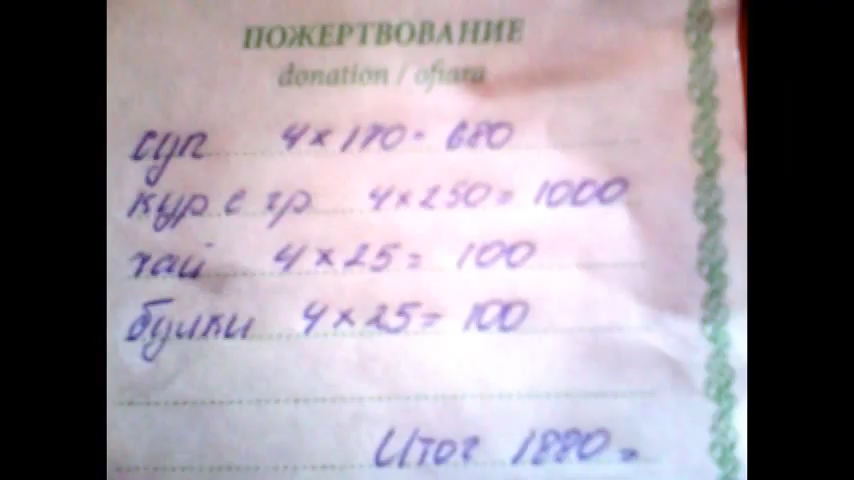 ПОЖЕРТВОВАНИЕ
donation / ofiara
суп 4 х 170 = 680
кур с гр 4 х 250 = 1000
чай 4 х 25 = 100
булки 4 х 25 = 100
Итог 1880 =